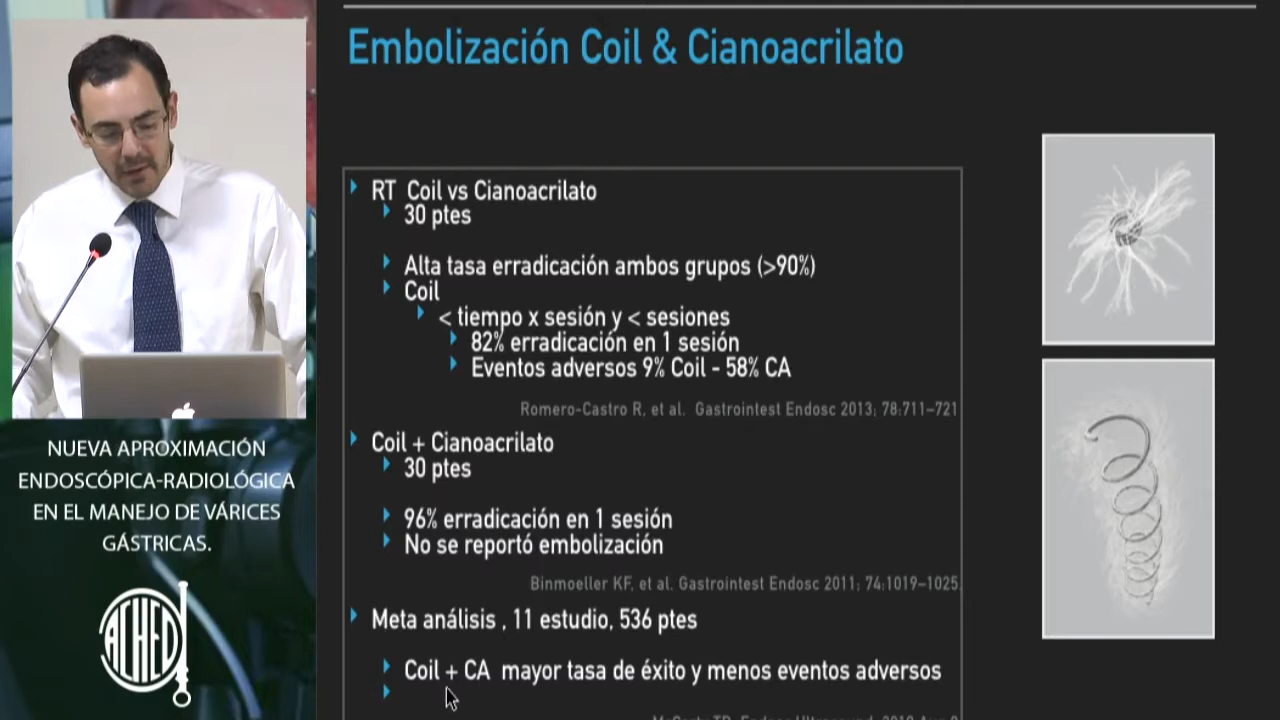 Embolización Coil & Cianoacrilato
RT Coil vs Cianoacrilato
30 ptes
Alta tasa erradicación ambos grupos (>90%)
Coil
< tiempo x sesión y < sesiones
82% erradicación en 1 sesión
Eventos adversos 9% Coil - 58% CA
Romero-Castro R, et al. Gastrointest Endosc 2013; 78:711–721
Coil + Cianoacrilato
30 ptes
96% erradicación en 1 sesión
No se reportó embolización
Binmoeller KF, et al. Gastrointest Endosc 2011; 74:1019–1025.
Meta análisis , 11 estudio, 536 ptes
Coil + CA mayor tasa de éxito y menos eventos adversos
NUEVA APROXIMACIÓN
ENDOSCÓPICA-RADIOLÓGICA
EN EL MANEJO DE VÁRICES
GÁSTRICAS.
ACHED